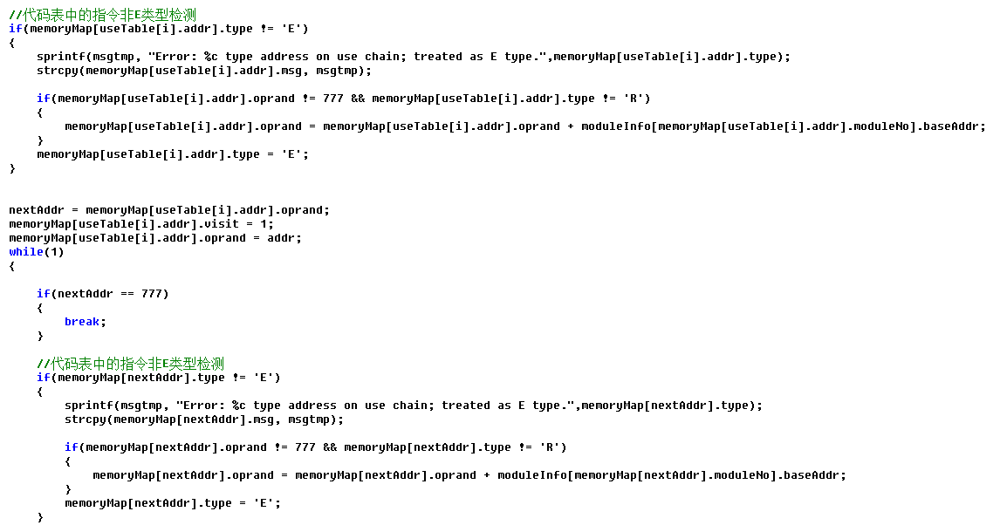 //代码表中的指令非E类型检测
if(memoryMap[useTable[i].addr].type != 'E')
{
sprintf(msgtmp, "Error: %c type address on use chain; treated as E type.",memoryMap[useTable[i].addr].type);
strcpy(memoryMap[useTable[i].addr].msg, msgtmp);
if(memoryMap[useTable[i].addr].oprand != 777 && memoryMap[useTable[i].addr].type != 'R')
{
memoryMap[useTable[i].addr].oprand = memoryMap[useTable[i].addr].oprand + moduleInfo[memoryMap[useTable[i].addr].moduleNo].baseAddr;
}
memoryMap[useTable[i].addr].type = 'E';
}
nextAddr = memoryMap[useTable[i].addr].oprand;
memoryMap[useTable[i].addr].visit = 1;
memoryMap[useTable[i].addr].oprand = addr;
while(1)
{
if(nextAddr == 777)
{
break;
}
//代码表中的指令非E类型检测
if(memoryMap[nextAddr].type != 'E')
{
sprintf(msgtmp, "Error: %c type address on use chain; treated as E type.",memoryMap[nextAddr].type);
strcpy(memoryMap[nextAddr].msg, msgtmp);
if(memoryMap[nextAddr].oprand != 777 && memoryMap[nextAddr].type != 'R')
{
memoryMap[nextAddr].oprand = memoryMap[nextAddr].oprand + moduleInfo[memoryMap[nextAddr].moduleNo].baseAddr;
}
memoryMap[nextAddr].type = 'E';
}